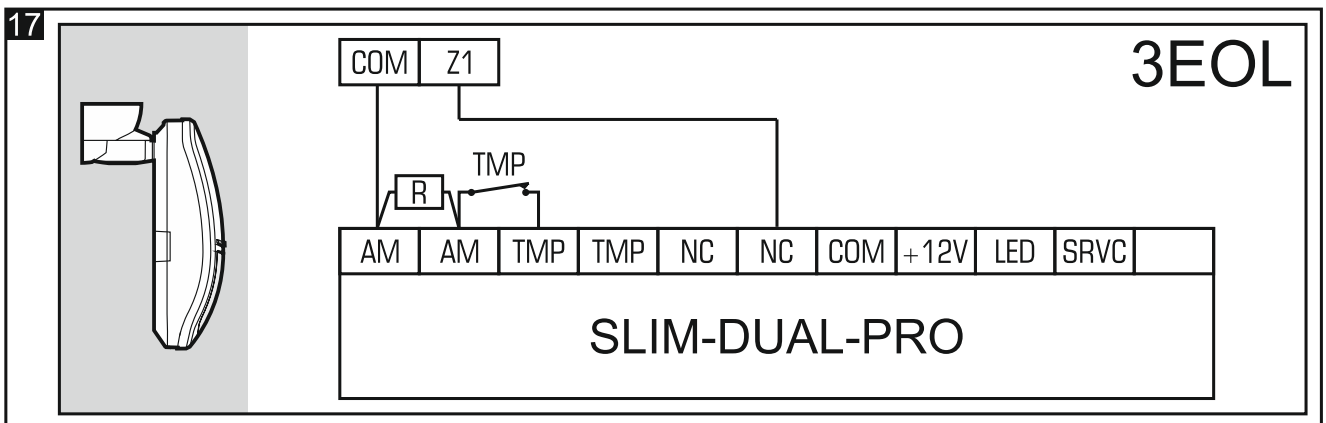 17
3EOL
COM Z1
TMP
R
AM AM TMP TMP NC NC COM +12V LED SRVC
SLIM-DUAL-PRO